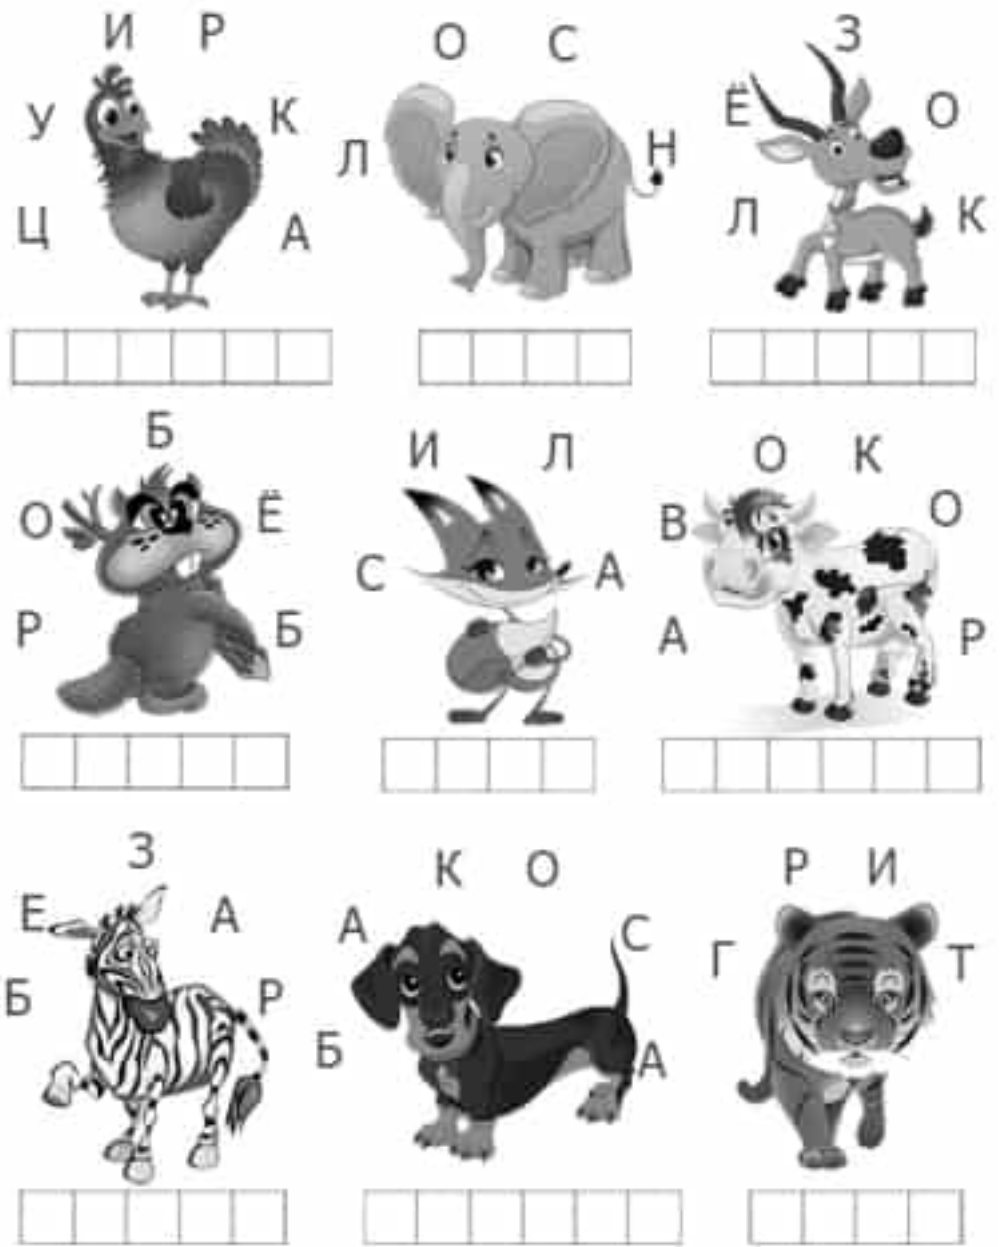 И Р
У К
Ц А
О С
Л Н
З
Ё О
Л К
Б
О Ё
Р Б
И Л
С А
О К
В О
А Р
З
Е А
Б Р
К О
А С
Б А
Р И
Г Т